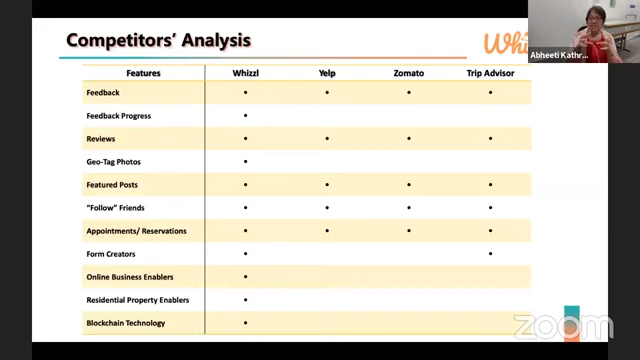 Competitors' Analysis
Whi
Abheeti Kathr...
Features Whizzl Yelp Zomato Trip Advisor
Feedback • • • •
Feedback Progress •
Reviews • • • •
Geo-Tag Photos •
Featured Posts • • • •
"Follow" Friends • • • •
Appointments/ Reservations • • • •
Form Creators • •
Online Business Enablers •
Residential Property Enablers •
Blockchain Technology •
zoom